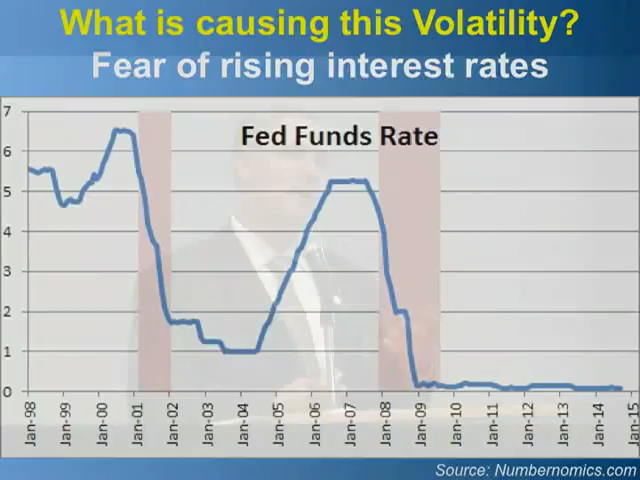 What is causing this Volatility?
Fear of rising interest rates
Fed Funds Rate
7
6
5
4
3
2
1
0
Jan-98
Jan-99
Jan-00
Jan-01
Jan-02
Jan-03
Jan-04
Jan-05
Jan-06
Jan-07
Jan-08
Jan-09
Jan-10
Jan-11
Jan-12
Jan-13
Jan-14
Jan-15
Source: Numbernomics.com